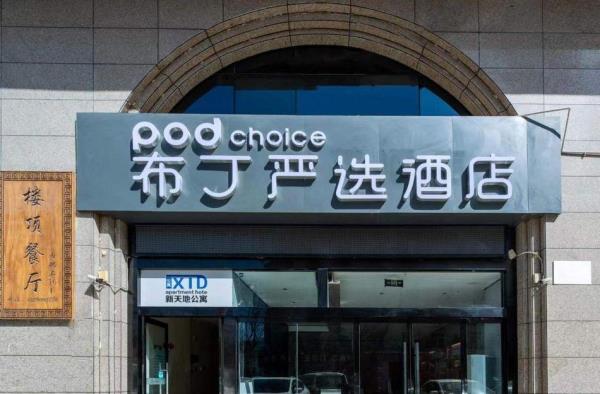 pod choice
布丁严选酒店
楼顶餐厅
XTD
apartment hote
新天地公寓